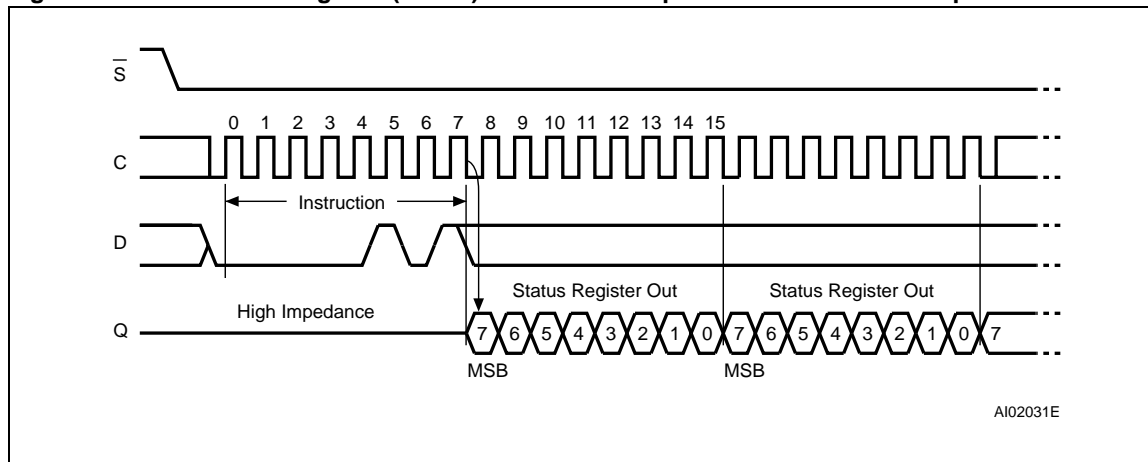 S
0 1 2 3 4 5 6 7 8 9 10 11 12 13 14 15
C
Instruction
D
Status Register Out Status Register Out
High Impedance
Q 7 6 5 4 3 2 1 0 7 6 5 4 3 2 1 0 7
MSB MSB
AI02031E